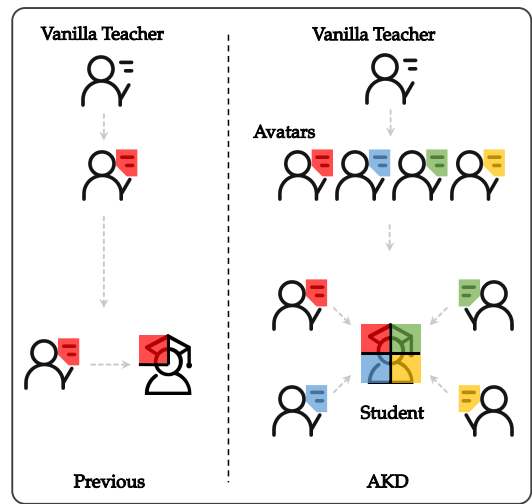 Vanilla Teacher
Previous
Vanilla Teacher
Avatars
Student
AKD